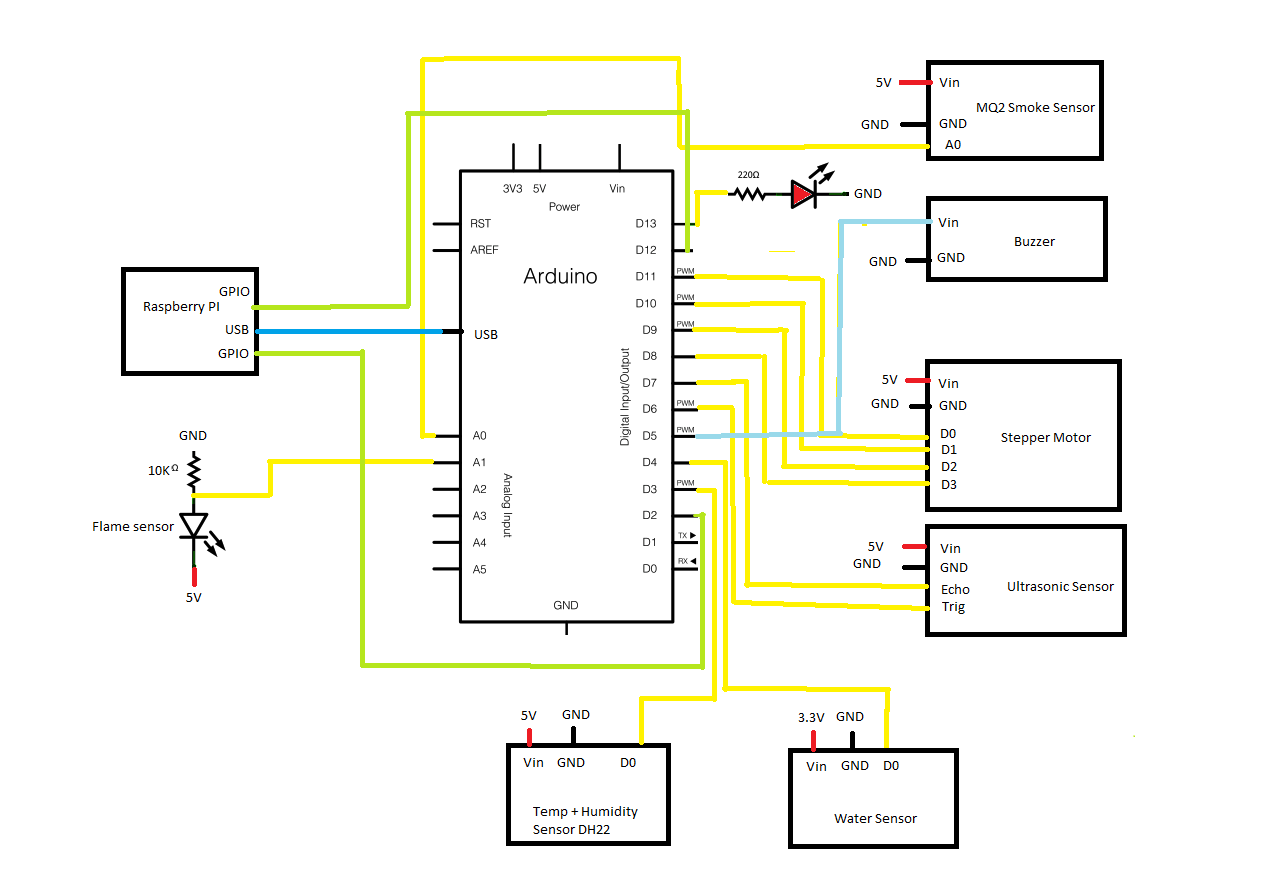 5V
Vin
MQ2 Smoke Sensor
GND
GND
A0
220Ω
GND
3V3
5V
Vin
Power
RST
AREF
Arduino
USB
A0
A1
A2
A3
A4
A5
Analog Input
GND
D13
D12
D11
PWM
D10
PWM
D9
PWM
D8
D7
D6
PWM
D5
PWM
D4
D3
PWM
D2
D1
TX
D0
RX
Digital Input/Output
Vin
Buzzer
GND
GND
GPIO
Raspberry PI
USB
GPIO
5V
Vin
GND
GND
D0
Stepper Motor
D1
D2
D3
GND
10KΩ
Flame sensor
5V
5V
Vin
GND
GND
Echo
Ultrasonic Sensor
Trig
5V
GND
Vin
GND
D0
Temp + Humidity
Sensor DH22
3.3V
GND
Vin
GND
D0
Water Sensor